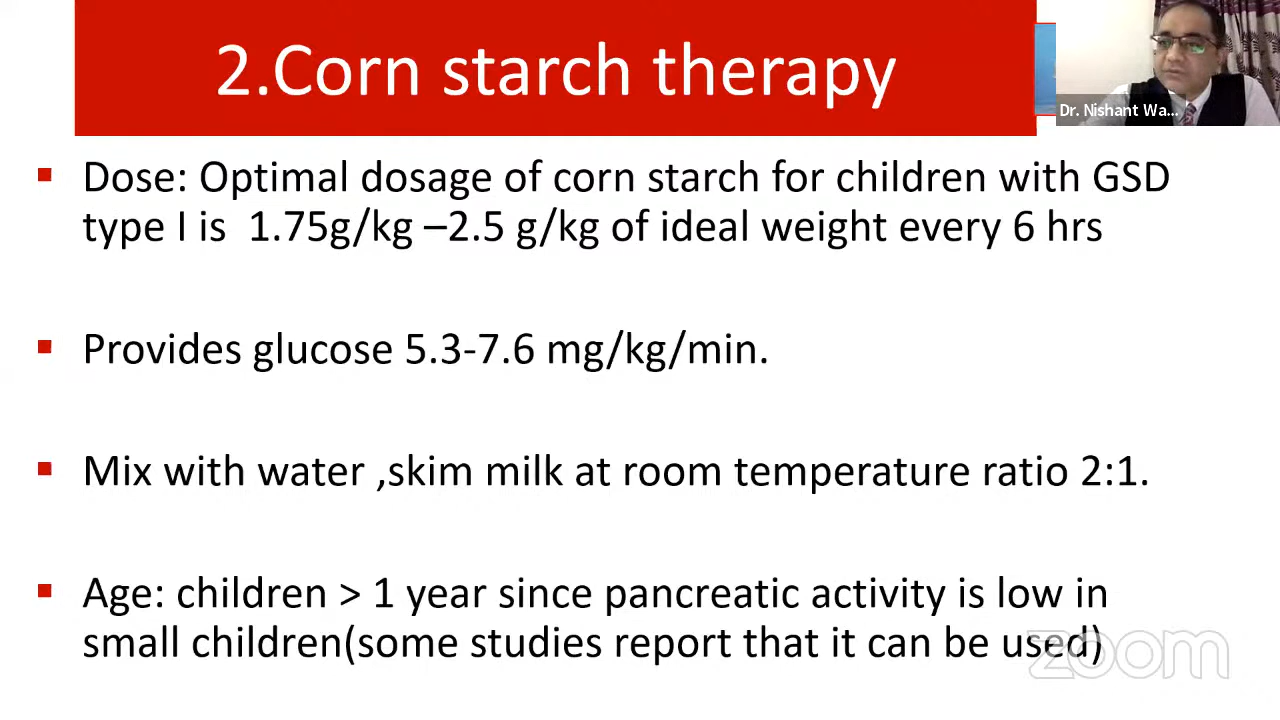 2.Corn starch therapy
Dr. Nishant Wa...
▪ Dose: Optimal dosage of corn starch for children with GSD
type I is 1.75g/kg –2.5 g/kg of ideal weight every 6 hrs
▪ Provides glucose 5.3-7.6 mg/kg/min.
▪ Mix with water ,skim milk at room temperature ratio 2:1.
▪ Age: children > 1 year since pancreatic activity is low in
small children(some studies report that it can be used)
zoom